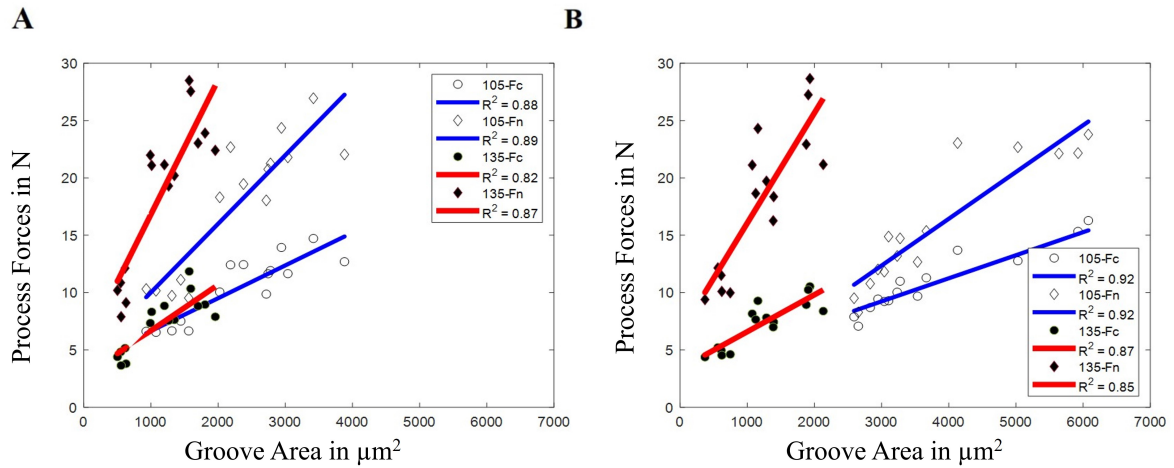 A
B
30
25
20
15
10
5
0
Process Forces in N
0 1000 2000 3000 4000 5000 6000 7000
Groove Area in µm²
105-Fc
R² = 0.88
105-Fn
R² = 0.89
135-Fc
R² = 0.82
135-Fn
R² = 0.87
30
25
20
15
10
5
0
Process Forces in N
0 1000 2000 3000 4000 5000 6000 7000
Groove Area in µm²
105-Fc
R² = 0.92
105-Fn
R² = 0.92
135-Fc
R² = 0.87
135-Fn
R² = 0.85